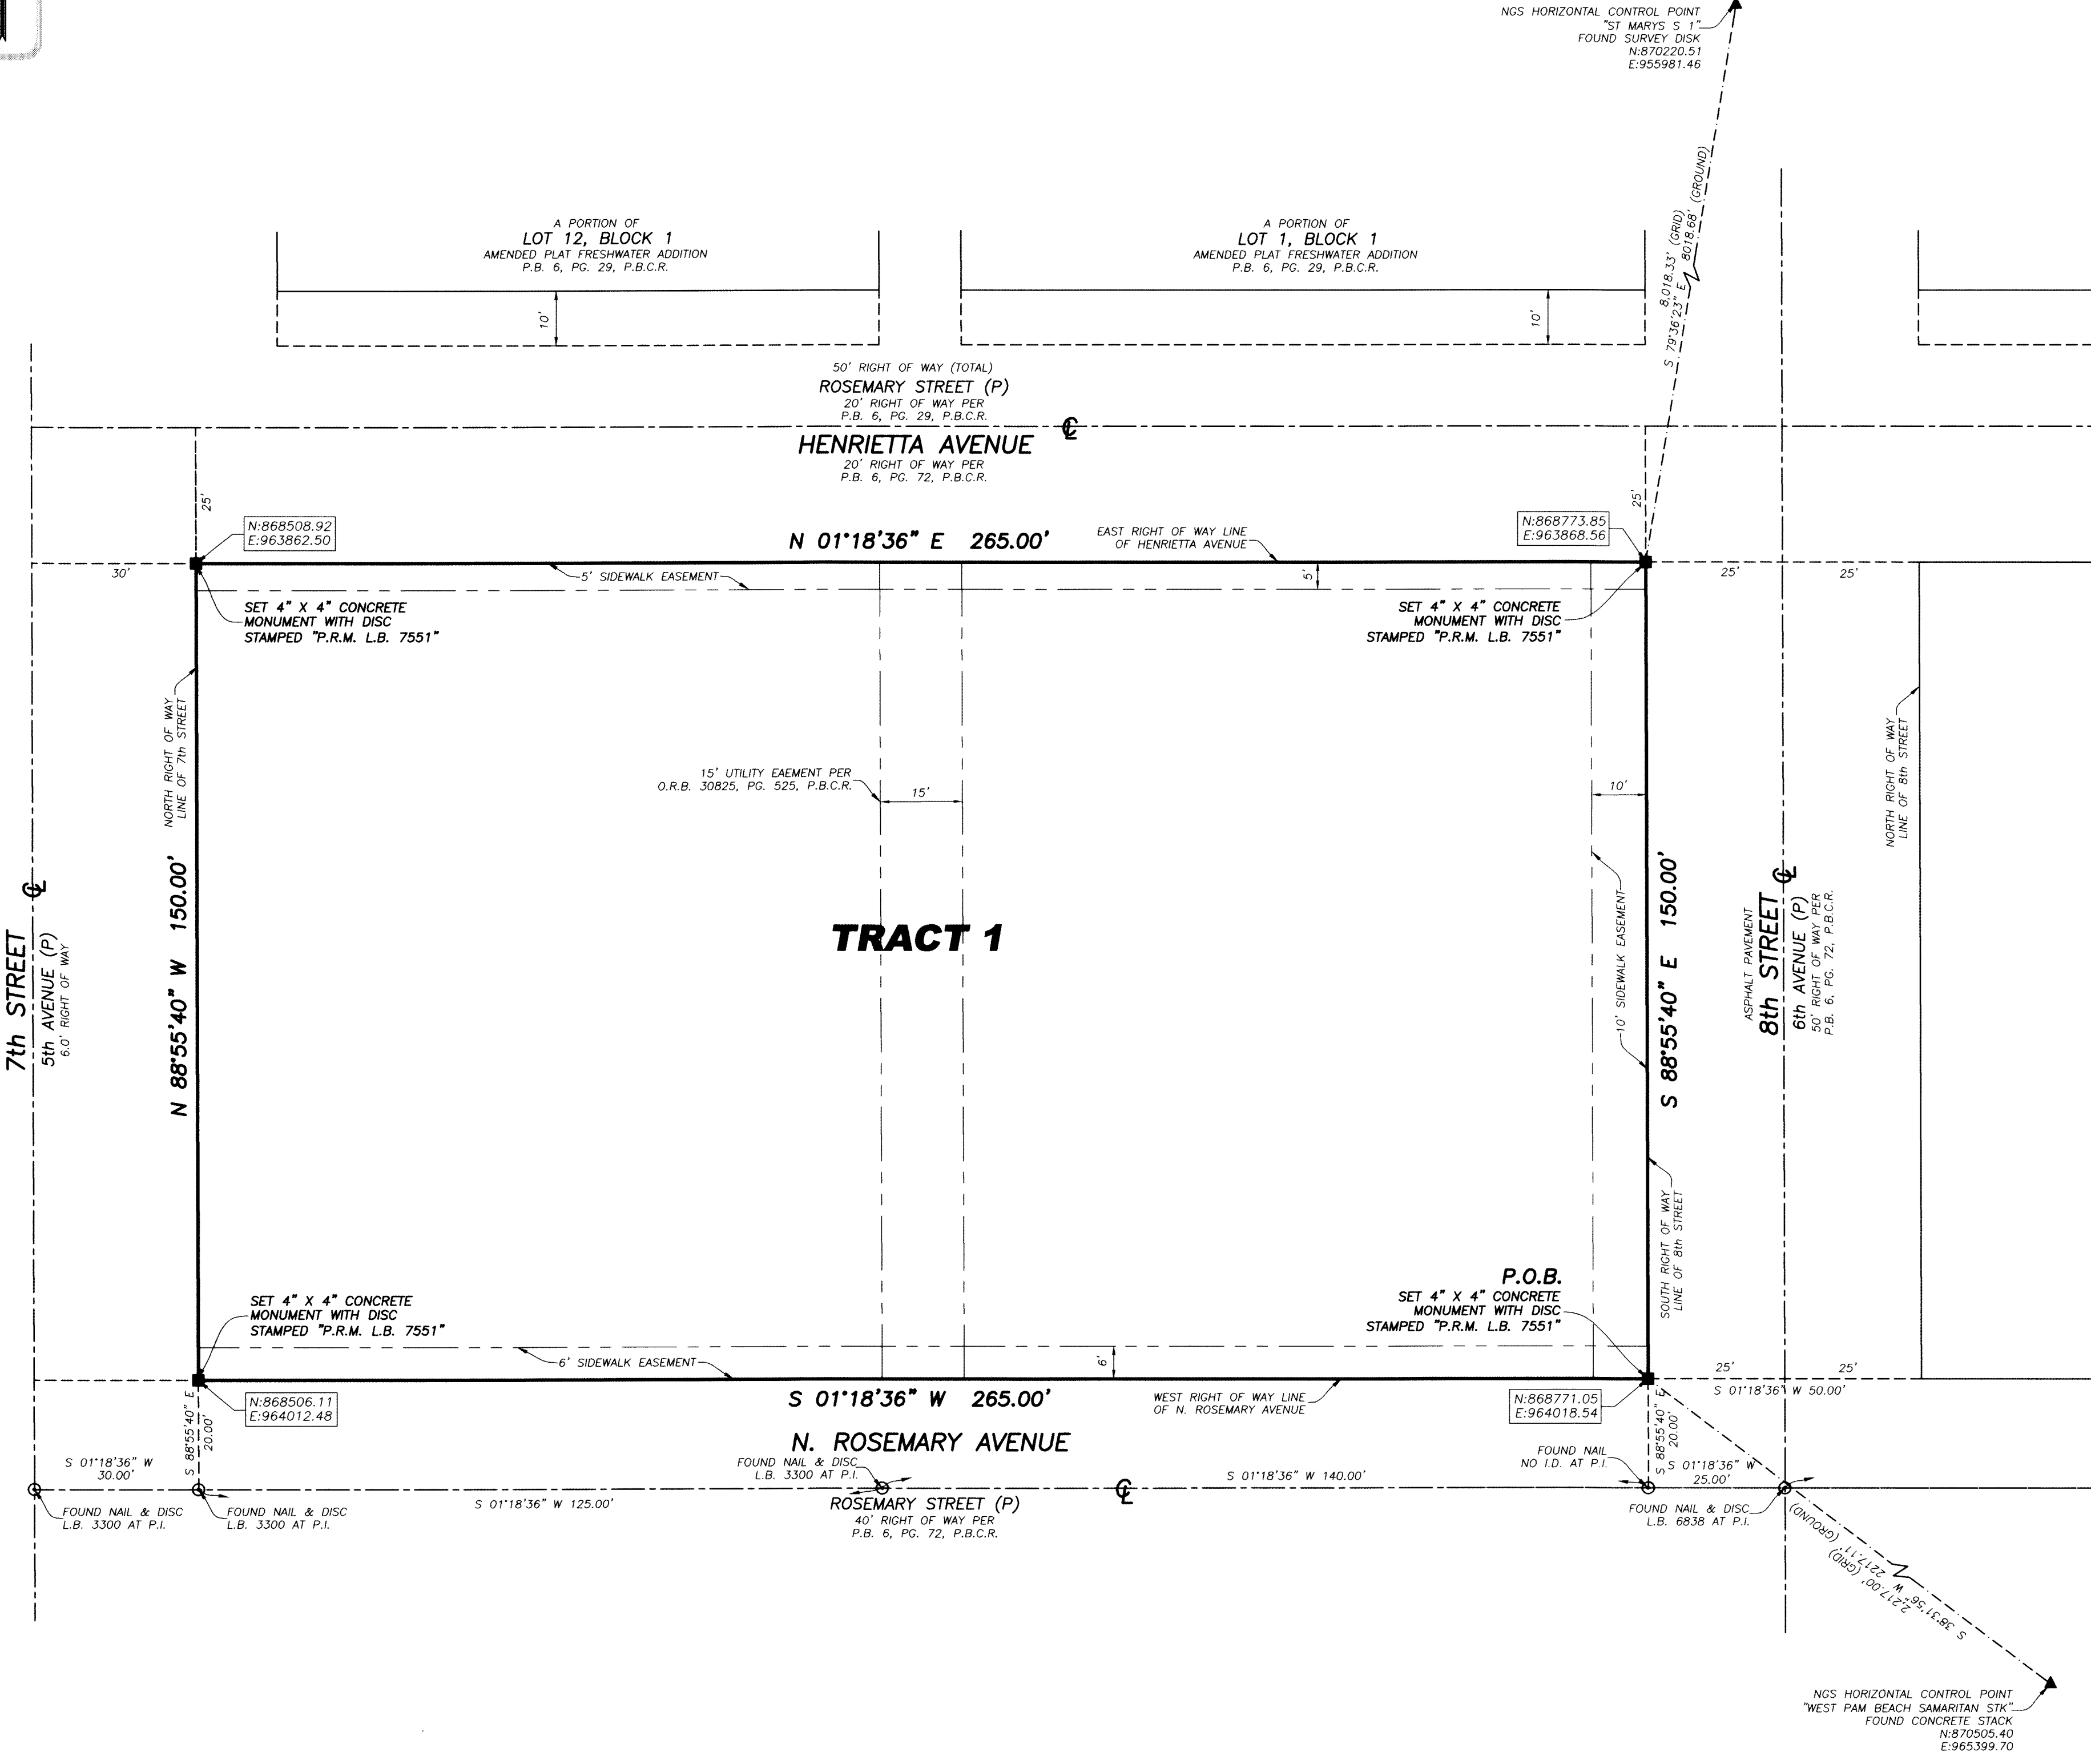 NGS HORIZONTAL CONTROL POINT
"ST MARYS S 1"
FOUND SURVEY DISK
N:870220.51
E:955981.46
8,018.33' (GRID)
S 79°36'23" E 8018.68' (GROUND)
A PORTION OF
LOT 12, BLOCK 1
AMENDED PLAT FRESHWATER ADDITION
P.B. 6, PG. 29, P.B.C.R.
A PORTION OF
LOT 1, BLOCK 1
AMENDED PLAT FRESHWATER ADDITION
P.B. 6, PG. 29, P.B.C.R.
10'
10'
50' RIGHT OF WAY (TOTAL)
ROSEMARY STREET (P)
20' RIGHT OF WAY PER
P.B. 6, PG. 29, P.B.C.R.
HENRIETTA AVENUE
20' RIGHT OF WAY PER
P.B. 6, PG. 72, P.B.C.R.
25'
25'
N:868508.92
E:963862.50
N 01°18'36" E 265.00'
EAST RIGHT OF WAY LINE
OF HENRIETTA AVENUE
N:868773.85
E:963868.56
30'
5' SIDEWALK EASEMENT
5'
25'
25'
SET 4" X 4" CONCRETE
MONUMENT WITH DISC
STAMPED "P.R.M. L.B. 7551"
SET 4" X 4" CONCRETE
MONUMENT WITH DISC
STAMPED "P.R.M. L.B. 7551"
NORTH RIGHT OF WAY
LINE OF 7th STREET
NORTH RIGHT OF WAY
LINE OF 8th STREET
15' UTILITY EAEMENT PER
O.R.B. 30825, PG. 525, P.B.C.R.
15'
10'
7th STREET
5th AVENUE (P)
6.0' RIGHT OF WAY
N 88°55'40" W 150.00'
TRACT 1
10' SIDEWALK EASEMENT
S 88°55'40" E 150.00'
ASPHALT PAVEMENT
8th STREET
6th AVENUE (P)
50' RIGHT OF WAY PER
P.B. 6, PG. 72, P.B.C.R.
SOUTH RIGHT OF WAY
LINE OF 8th STREET
SET 4" X 4" CONCRETE
MONUMENT WITH DISC
STAMPED "P.R.M. L.B. 7551"
P.O.B.
SET 4" X 4" CONCRETE
MONUMENT WITH DISC
STAMPED "P.R.M. L.B. 7551"
6' SIDEWALK EASEMENT
6'
25'
25'
S 01°18'36" W 50.00'
N:868506.11
E:964012.48
S 01°18'36" W 265.00'
WEST RIGHT OF WAY LINE
OF N. ROSEMARY AVENUE
N:868771.05
E:964018.54
S 88°55'40" E
20.00'
S 88°55'40" E
20.00'
N. ROSEMARY AVENUE
S 01°18'36" W
30.00'
FOUND NAIL & DISC
L.B. 3300 AT P.I.
FOUND NAIL
NO I.D. AT P.I.
S 01°18'36" W
25.00'
S 01°18'36" W 125.00'
S 01°18'36" W 140.00'
FOUND NAIL & DISC
L.B. 3300 AT P.I.
FOUND NAIL & DISC
L.B. 3300 AT P.I.
ROSEMARY STREET (P)
40' RIGHT OF WAY PER
P.B. 6, PG. 72, P.B.C.R.
FOUND NAIL & DISC
L.B. 6838 AT P.I.
2,217.00' (GRID)
S 38°31'56" W 2217.11' (GROUND)
NGS HORIZONTAL CONTROL POINT
"WEST PAM BEACH SAMARITAN STK"
FOUND CONCRETE STACK
N:870505.40
E:965399.70